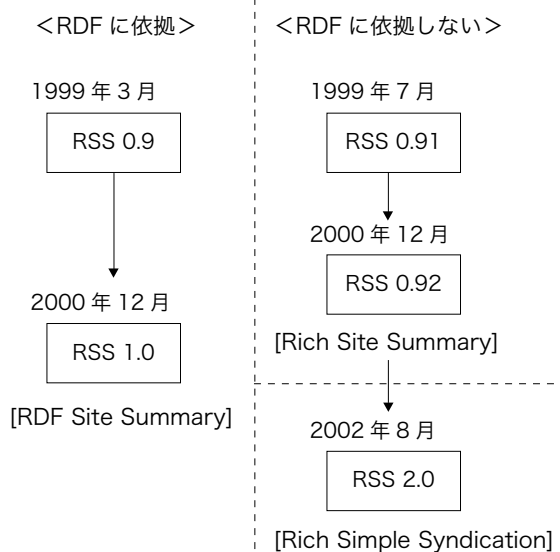 ＜RDF に依拠＞
1999 年 3 月
RSS 0.9
2000 年 12 月
RSS 1.0
[RDF Site Summary]
＜RDF に依拠しない＞
1999 年 7 月
RSS 0.91
2000 年 12 月
RSS 0.92
[Rich Site Summary]
2002 年 8 月
RSS 2.0
[Rich Simple Syndication]